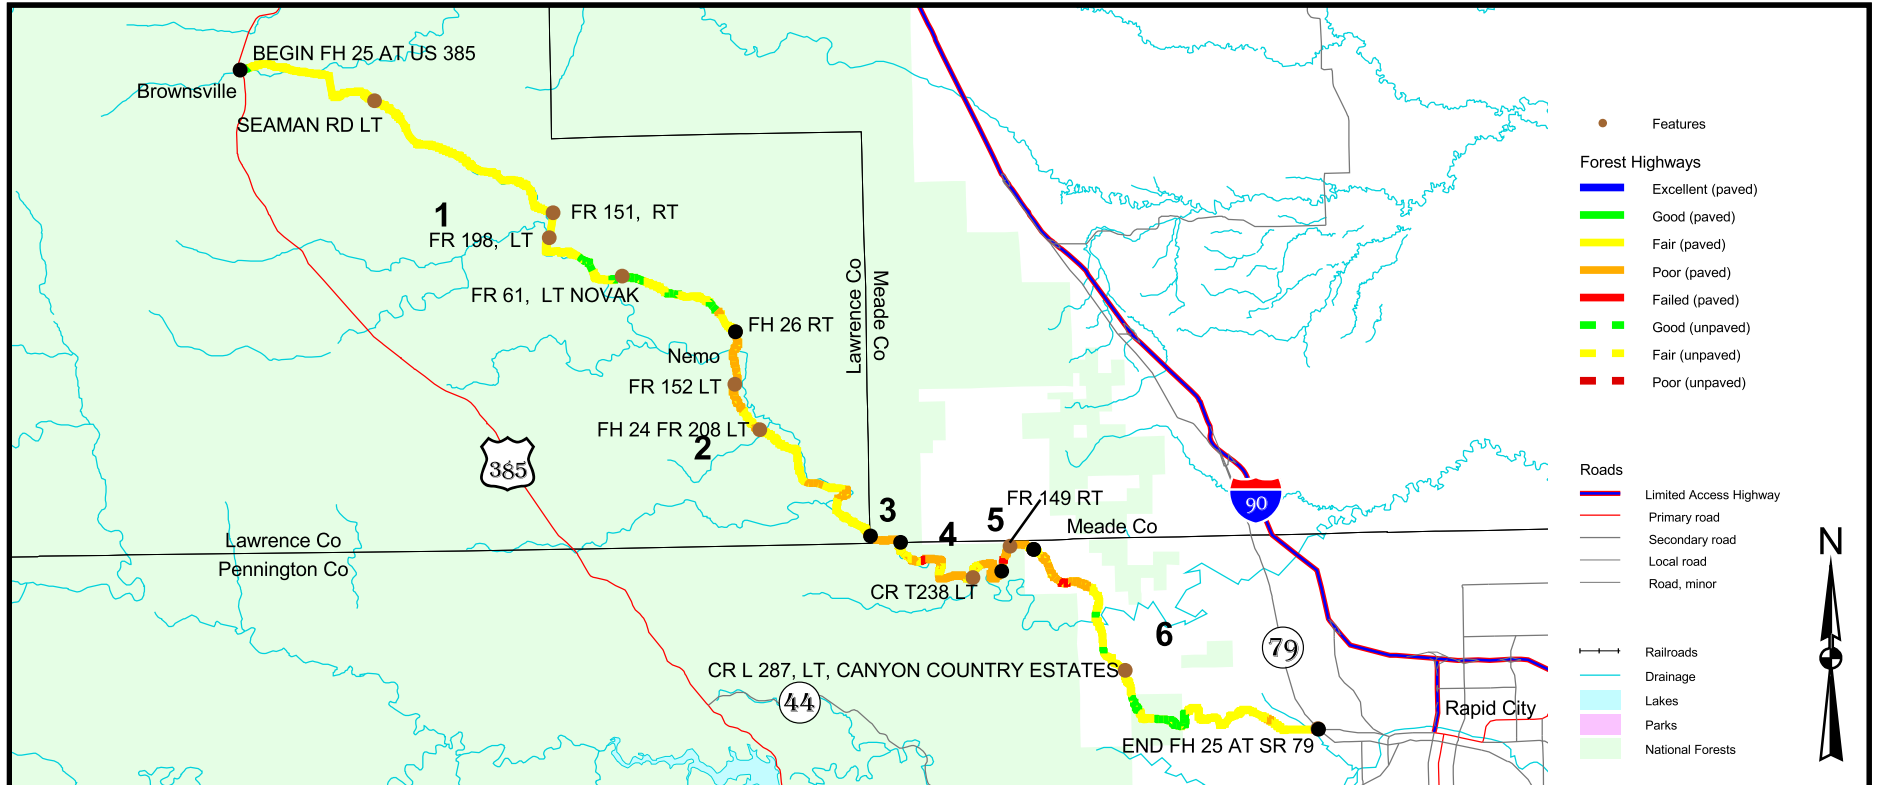 BEGIN FH 25 AT US 385
Brownsville
SEAMAN RD LT
1
FR 151, RT
FR 198, LT
FR 61, LT NOVAK
FH 26 RT
Nemo
FR 152 LT
FH 24 FR 208 LT
2
385
Lawrence Co
Meade Co
3
4
5
FR 149 RT
Meade Co
90
Lawrence Co
Pennington Co
CR T238 LT
6
79
CR L 287, LT, CANYON COUNTRY ESTATES
44
Rapid City
END FH 25 AT SR 79
Features
Forest Highways
Excellent (paved)
Good (paved)
Fair (paved)
Poor (paved)
Failed (paved)
Good (unpaved)
Fair (unpaved)
Poor (unpaved)
Roads
Limited Access Highway
Primary road
Secondary road
Local road
Road, minor
Railroads
Drainage
Lakes
Parks
National Forests
N